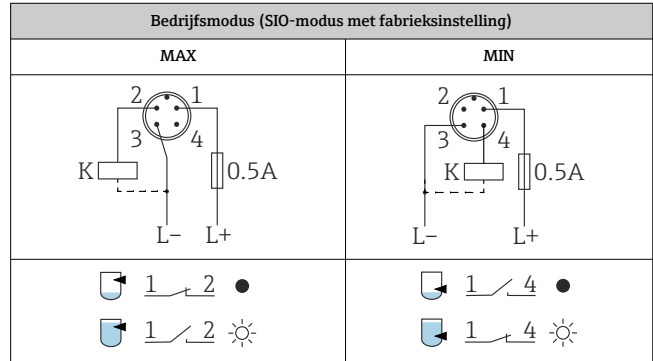 Bedrijfsmodus (SIO-modus met fabrieksinstelling)
MAX
MIN
2 1
3 4
K
0.5A
L– L+
2 1
3 4
K
0.5A
L– L+
1 2
1 2
1 4
1 4